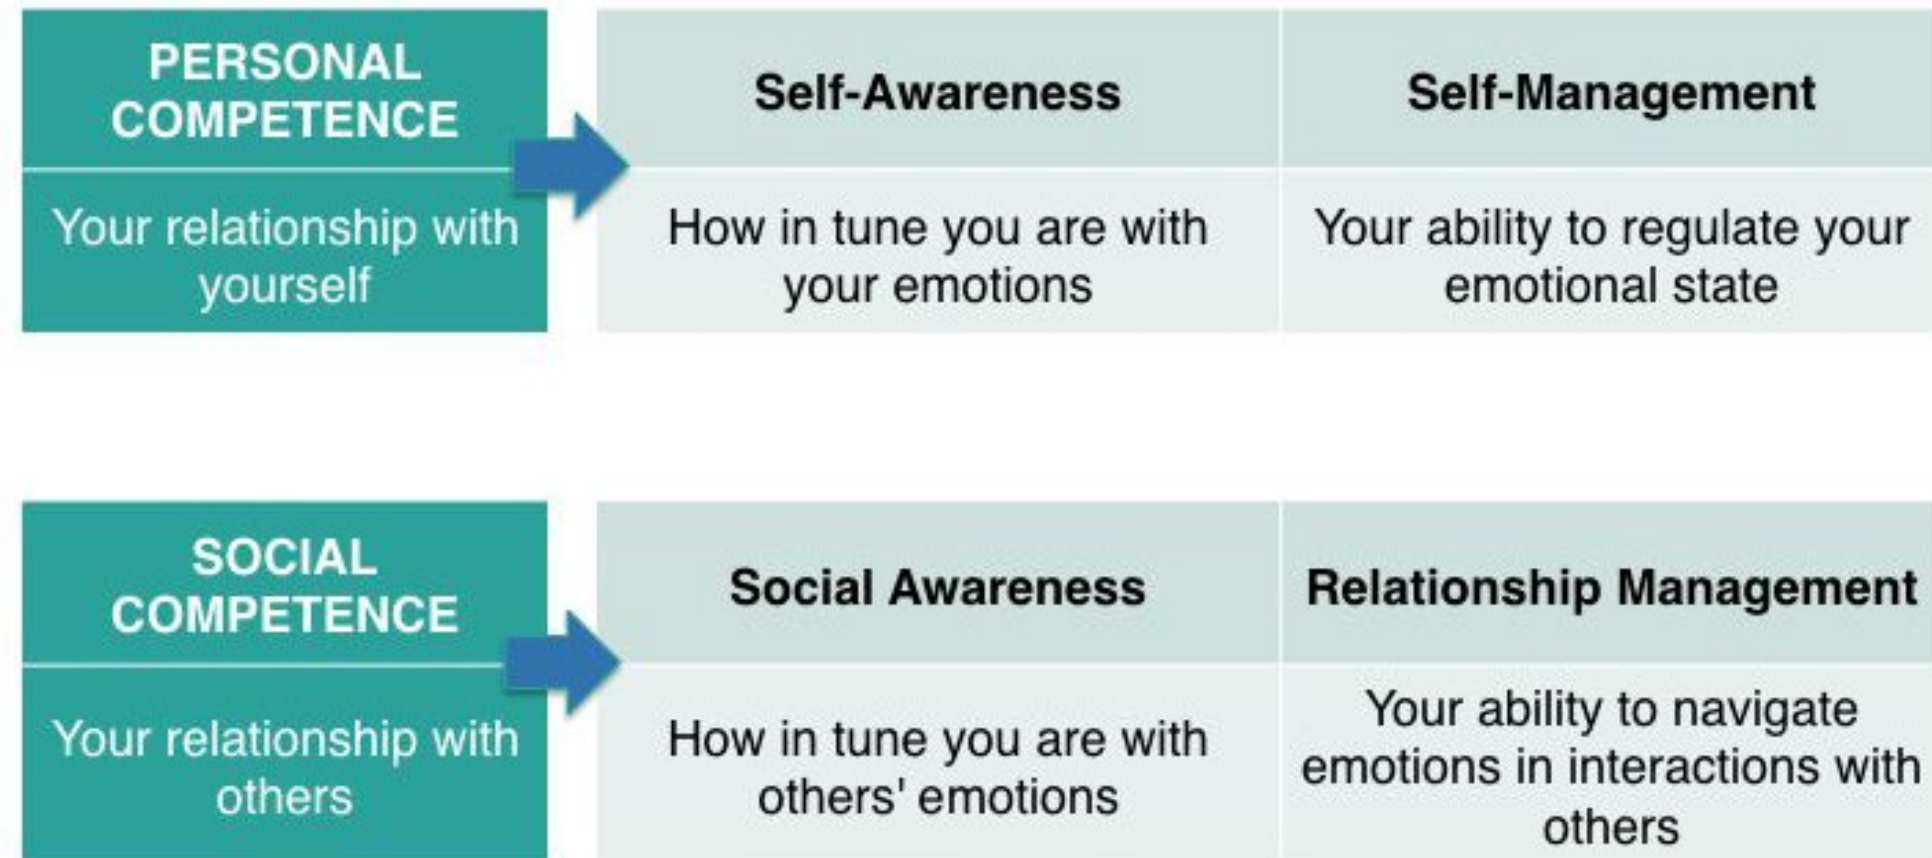 PERSONAL
COMPETENCE
Your relationship with
yourself
Self-Awareness
How in tune you are with
your emotions
Self-Management
Your ability to regulate your
emotional state
SOCIAL
COMPETENCE
Your relationship with
others
Social Awareness
How in tune you are with
others' emotions
Relationship Management
Your ability to navigate
emotions in interactions with
others